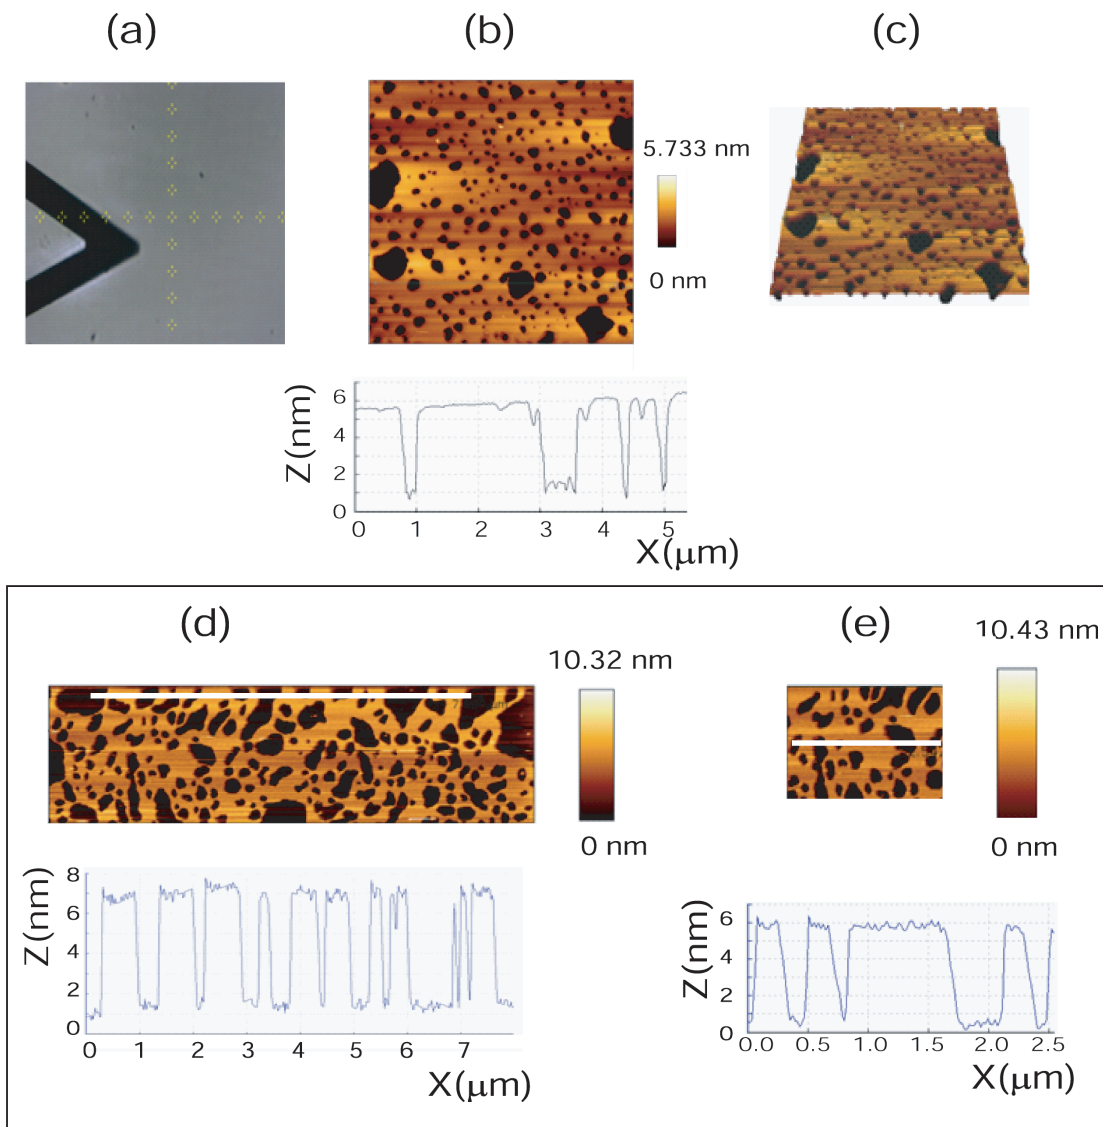 (a)
(b)
(c)
5.733 nm
0 nm
Z(nm)
6
4
2
0
0 1 2 3 4 5
X(μm)
(d)
(e)
10.32 nm
0 nm
10.43 nm
0 nm
Z(nm)
8
6
4
2
0
0 1 2 3 4 5 6 7
X(μm)
Z(nm)
6
4
2
0
0.0 0.5 1.0 1.5 2.0 2.5
X(μm)